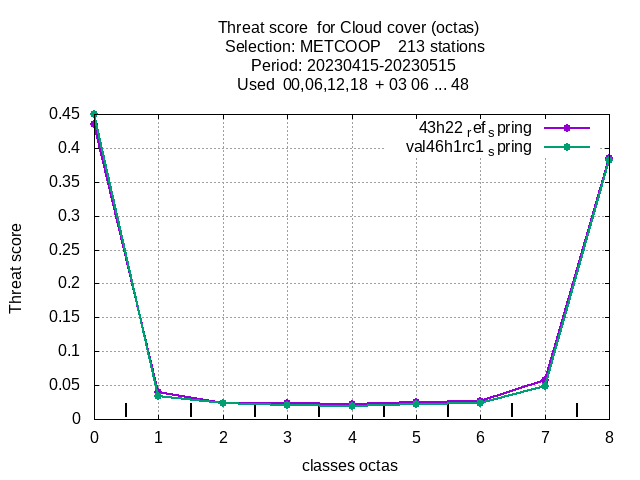 Threat score for Cloud cover (octas)
Selection: METCOOP 213 stations
Period: 20230415-20230515
Used 00,06,12,18 + 03 06 ... 48
43h22 ref spring
val46h1rc1 spring
Threat score
0.45
0.4
0.35
0.3
0.25
0.2
0.15
0.1
0.05
0
0 1 2 3 4 5 6 7 8
classes octas